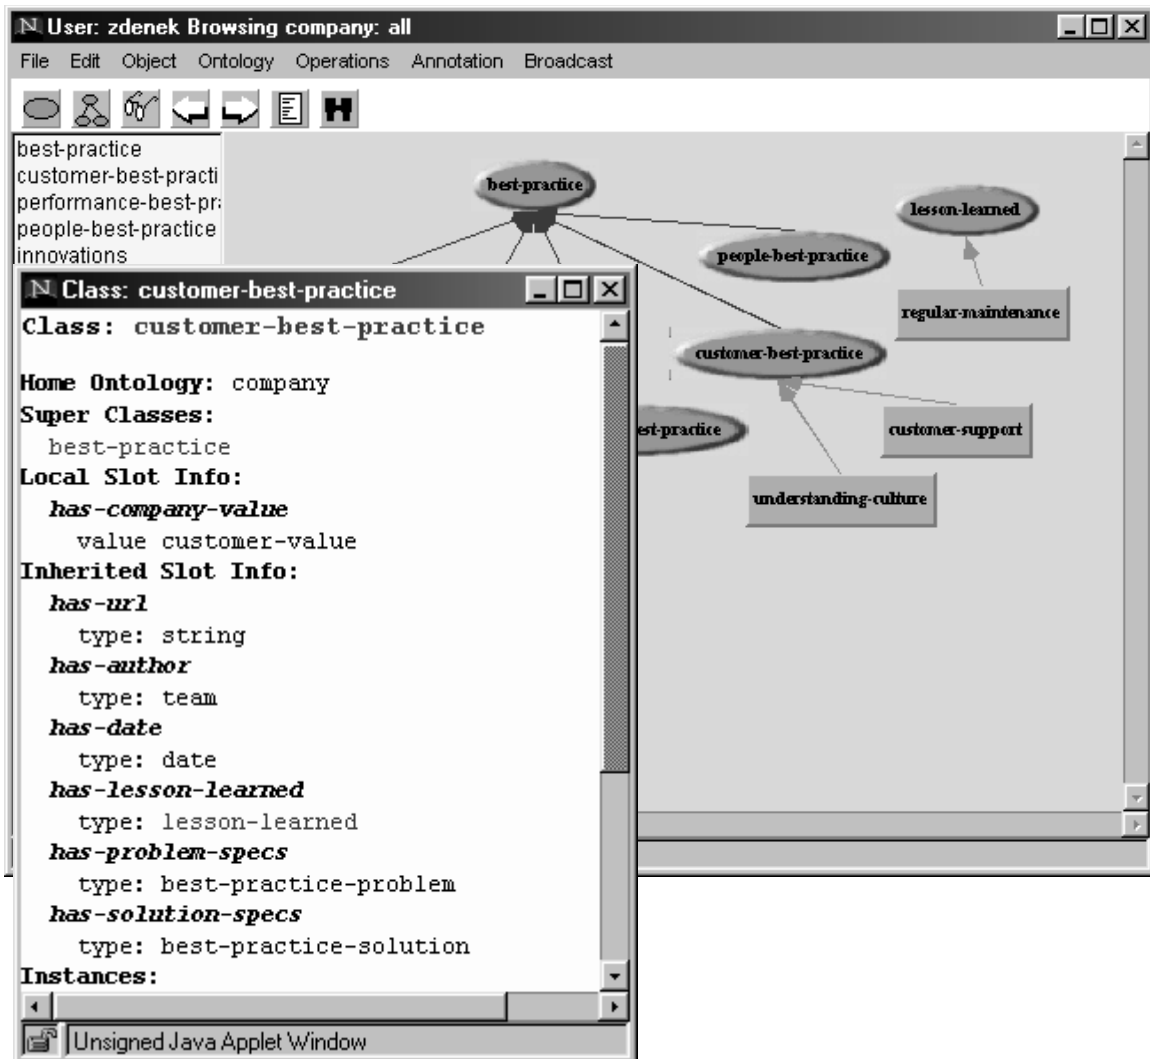 User: zdenek Browsing company: all
File Edit Object Ontology Operations Annotation Broadcast
best-practice
customer-best-practi
performance-best-pr
people-best-practice
innovations
best-practice
lesson-learned
people-best-practice
regular-maintenance
customer-best-practice
est-practice
customer-support
understanding-culture
Class: customer-best-practice
Class: customer-best-practice
Home Ontology: company
Super Classes:
best-practice
Local Slot Info:
has-company-value
value customer-value
Inherited Slot Info:
has-url
type: string
has-author
type: team
has-date
type: date
has-lesson-learned
type: lesson-learned
has-problem-specs
type: best-practice-problem
has-solution-specs
type: best-practice-solution
Instances:
Unsigned Java Applet Window